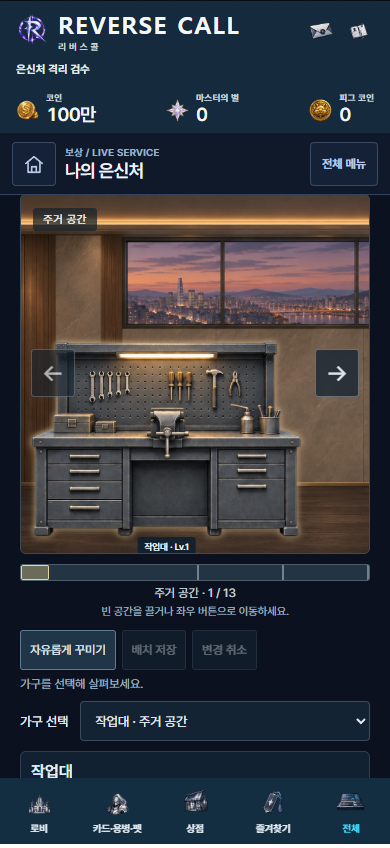 REVERSE CALL
리버스콜
은신처 격리 검수
코인
100만
마스터의 별
0
피그 코인
0
보상 / LIVE SERVICE
나의 은신처
전체 메뉴
주거 공간
작업대 · Lv.1
주거 공간 · 1 / 13
빈 공간을 끌거나 좌우 버튼으로 이동하세요.
자유롭게 꾸미기
배치 저장
변경 취소
가구를 선택해 살펴보세요.
가구 선택
작업대 · 주거 공간
작업대
로비
카드·용병·펫
상점
즐겨찾기
전체